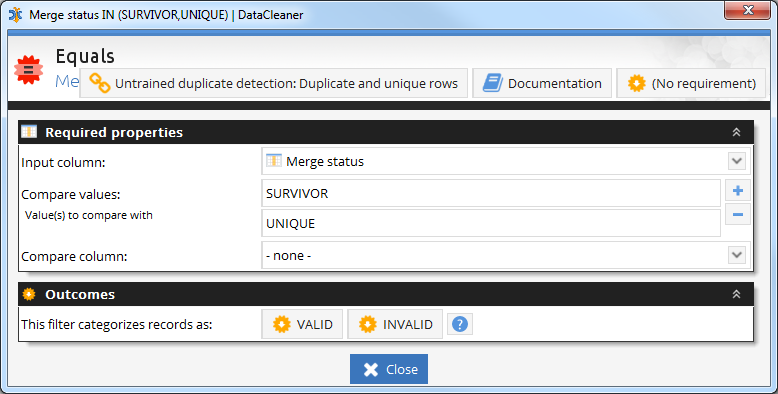 Merge status IN (SURVIVOR,UNIQUE) | DataCleaner
Equals
Me
Untrained duplicate detection: Duplicate and unique rows
Documentation
(No requirement)
Required properties
Input column:
Merge status
Compare values:
SURVIVOR
Value(s) to compare with
UNIQUE
Compare column:
- none -
Outcomes
This filter categorizes records as:
VALID
INVALID
?
Close